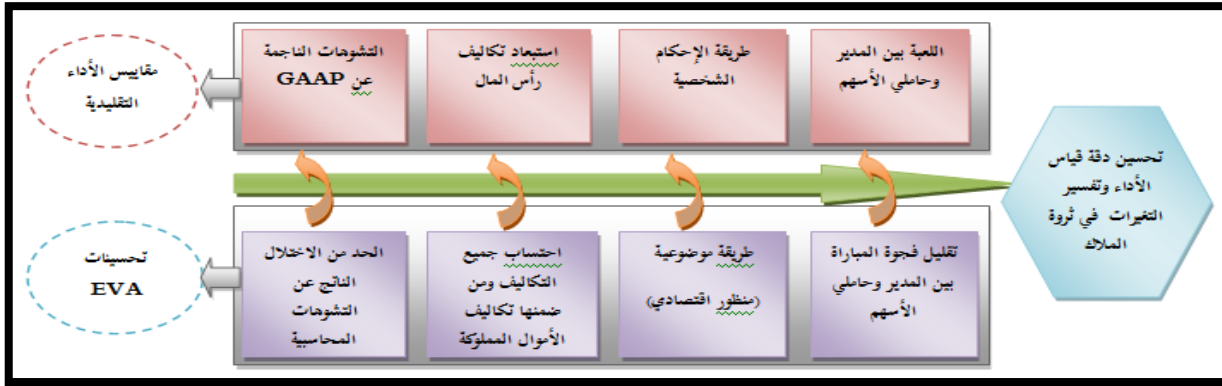 اللعبة بين المدير
وحاملي الأسهم
طريقة الإحكام
الشخصية
استبعاد تكاليف
رأس المال
التشوهات الناجمة
عن GAAP
مقاييس الأداء
التقليدية
تحسين دقة قياس
الأداء وتفسير
التغيرات في ثروة
الملاك
تقليل فجوة المباراة
بين المدير وحاملي
الأسهم
طريقة موضوعية
(منظور اقتصادي)
احتساب جميع
التكاليف ومن
ضمنها تكاليف
الأموال المملوكة
الحد من الاختلال
الناتج عن
التشوهات
المحاسبية
تحسينات
EVA